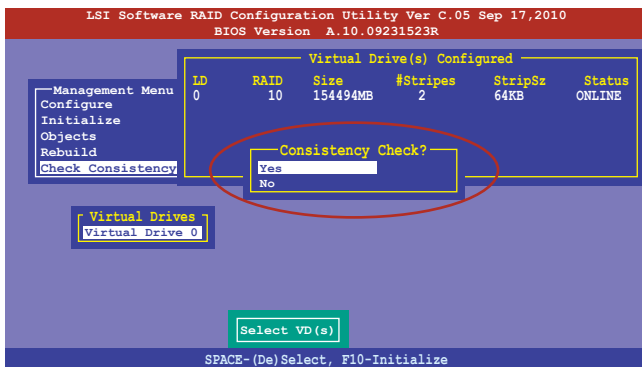 LSI Software RAID Configuration Utility Ver C.05 Sep 17,2010
BIOS Version A.10.09231523R
Virtual Drive(s) Configured
LD RAID Size #Stripes StripSz Status
0 10 154494MB 2 64KB ONLINE
Management Menu
Configure
Initialize
Objects
Rebuild
Check Consistency
Consistency Check?
Yes
No
Virtual Drives
Virtual Drive 0
Select VD(s)
SPACE-(De)Select, F10-Initialize